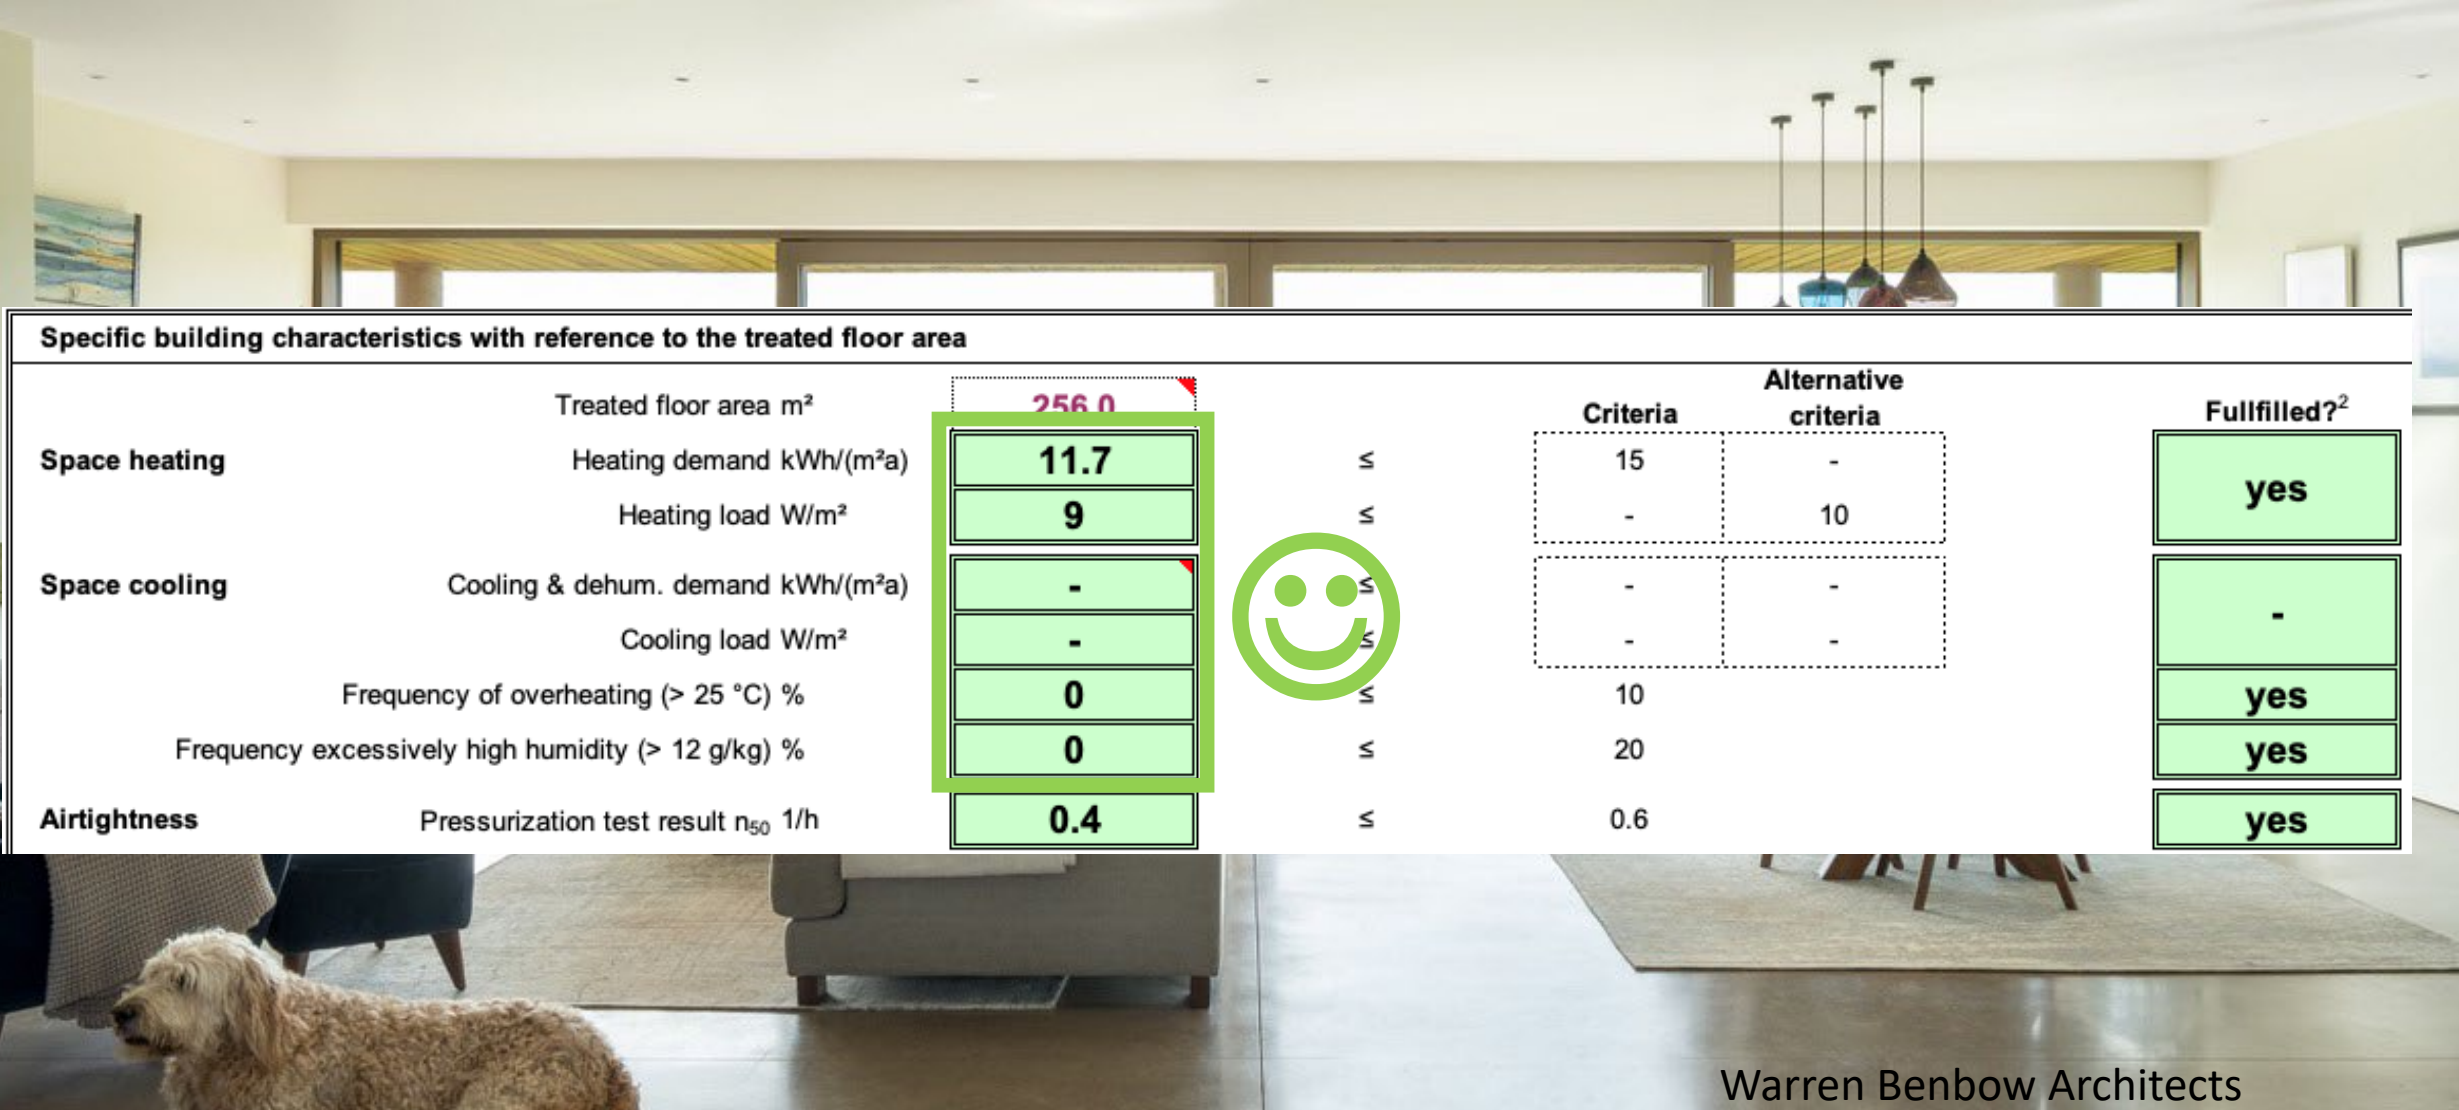 Specific building characteristics with reference to the treated floor area
Treated floor area m² 256.0
Criteria Alternative criteria Fullfilled?²
Space heating Heating demand kWh/(m²a) 11.7 ≤ 15 - yes
Heating load W/m² 9 ≤ - 10
Space cooling Cooling & dehum. demand kWh/(m²a) - ≤ - - -
Cooling load W/m² - ≤ - -
Frequency of overheating (> 25 °C) % 0 ≤ 10 yes
Frequency excessively high humidity (> 12 g/kg) % 0 ≤ 20 yes
Airtightness Pressurization test result n₅₀ 1/h 0.4 ≤ 0.6 yes
Warren Benbow Architects